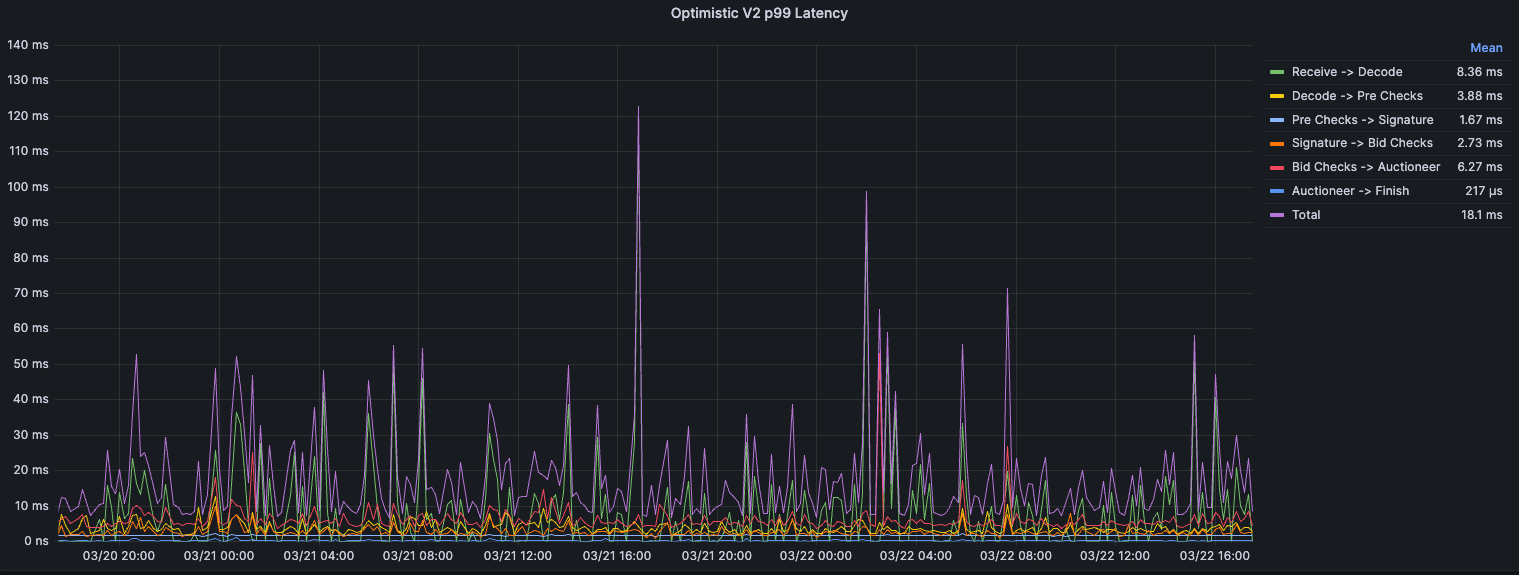 Optimistic V2 p99 Latency
140 ms
130 ms
120 ms
110 ms
100 ms
90 ms
80 ms
70 ms
60 ms
50 ms
40 ms
30 ms
20 ms
10 ms
0 ns
03/20 20:00 03/21 00:00 03/21 04:00 03/21 08:00 03/21 12:00 03/21 16:00 03/21 20:00 03/22 00:00 03/22 04:00 03/22 08:00 03/22 12:00 03/22 16:00
Mean
Receive -> Decode 8.36 ms
Decode -> Pre Checks 3.88 ms
Pre Checks -> Signature 1.67 ms
Signature -> Bid Checks 2.73 ms
Bid Checks -> Auctioneer 6.27 ms
Auctioneer -> Finish 217 µs
Total 18.1 ms